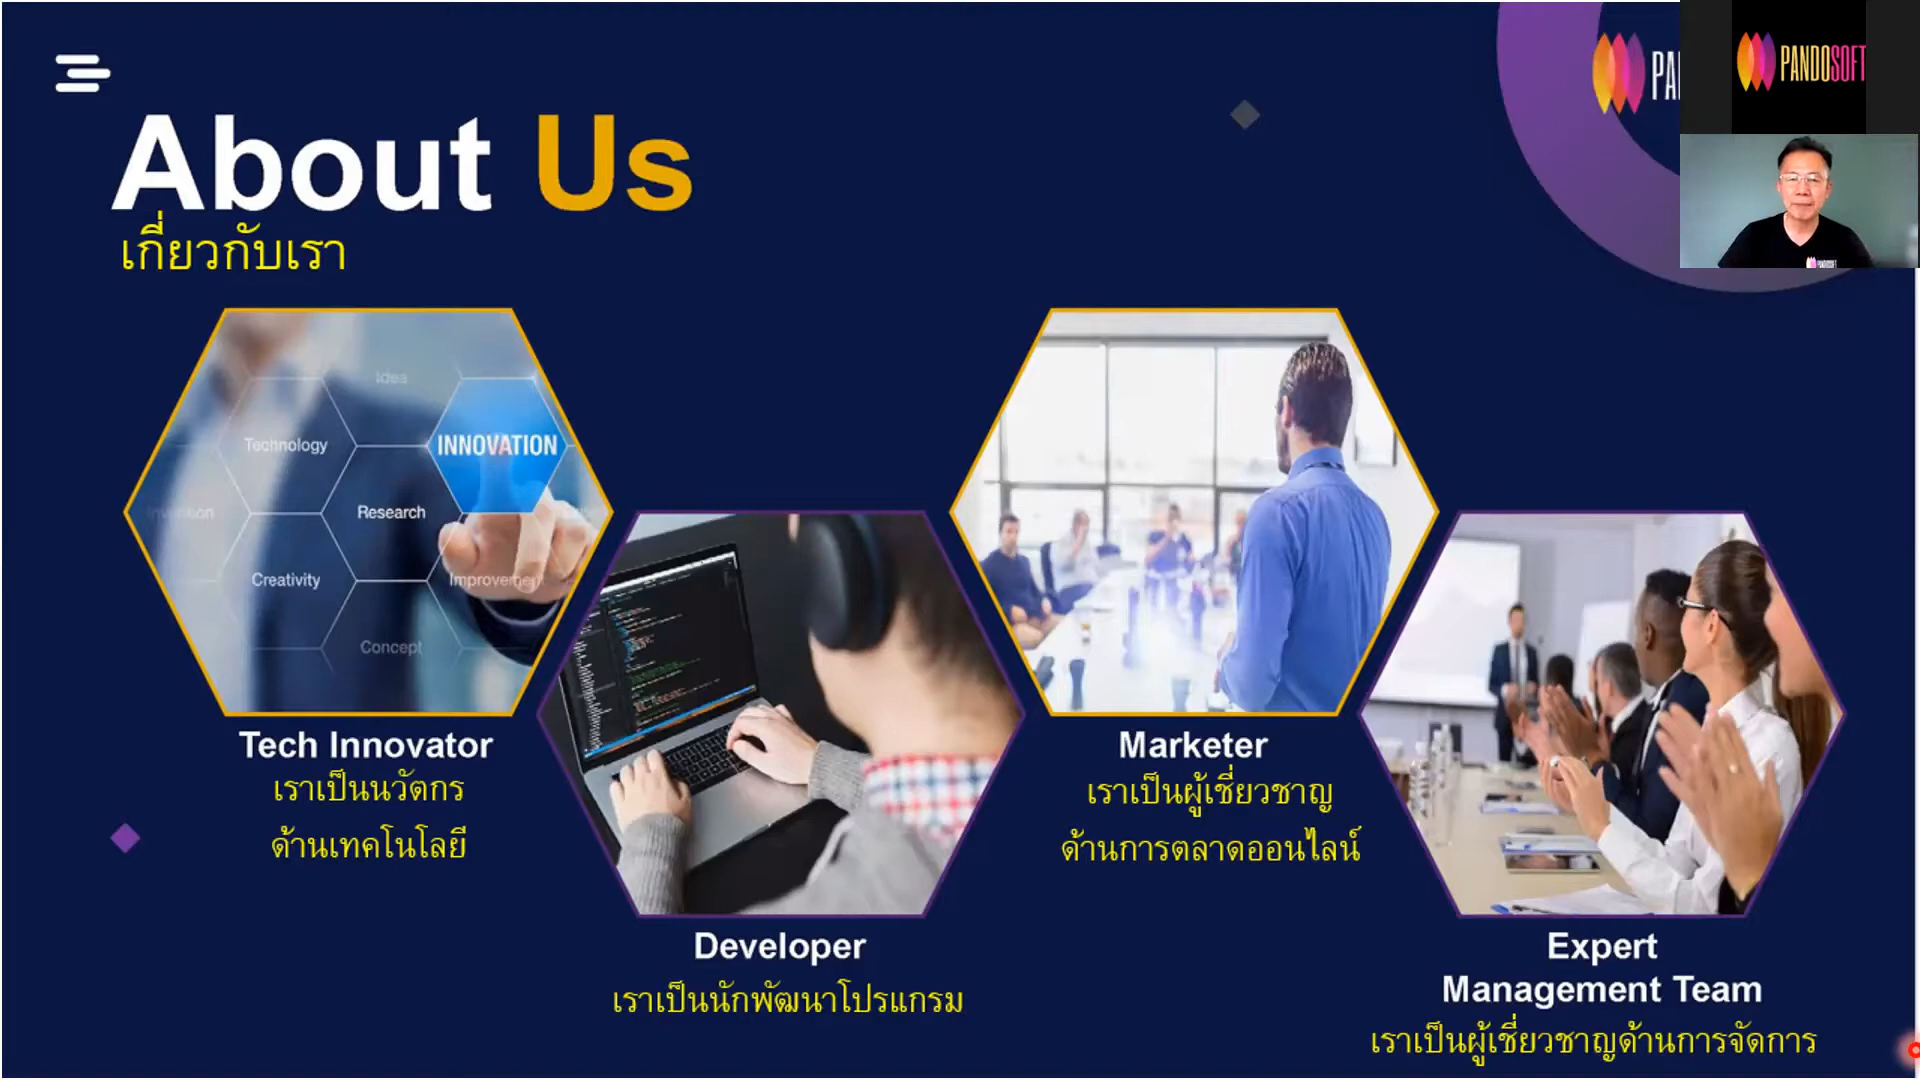 PANDOSOFT
PA
About Us
เกี่ยวกับเรา
Idea
Technology
INNOVATION
Research
Creativity
Improvement
Concept
Tech Innovator
เราเป็นนวัตกร
ด้านเทคโนโลยี
Developer
เราเป็นนักพัฒนาโปรแกรม
Marketer
เราเป็นผู้เชี่ยวชาญ
ด้านการตลาดออนไลน์
Expert
Management Team
เราเป็นผู้เชี่ยวชาญด้านการจัดการ